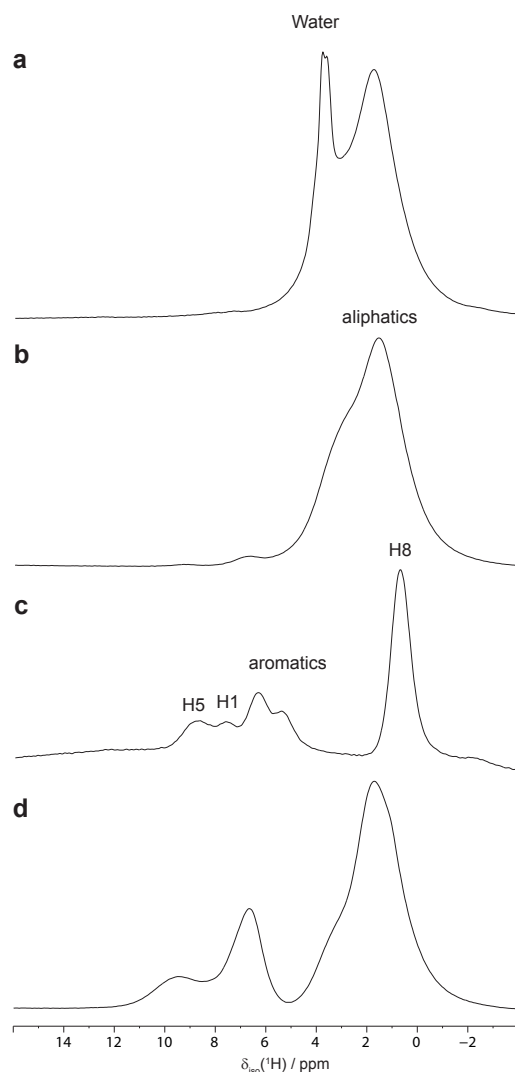 Water
a
aliphatics
b
H8
c
aromatics
H5 H1
d
14 12 10 8 6 4 2 0 −2
δiso(¹H) / ppm